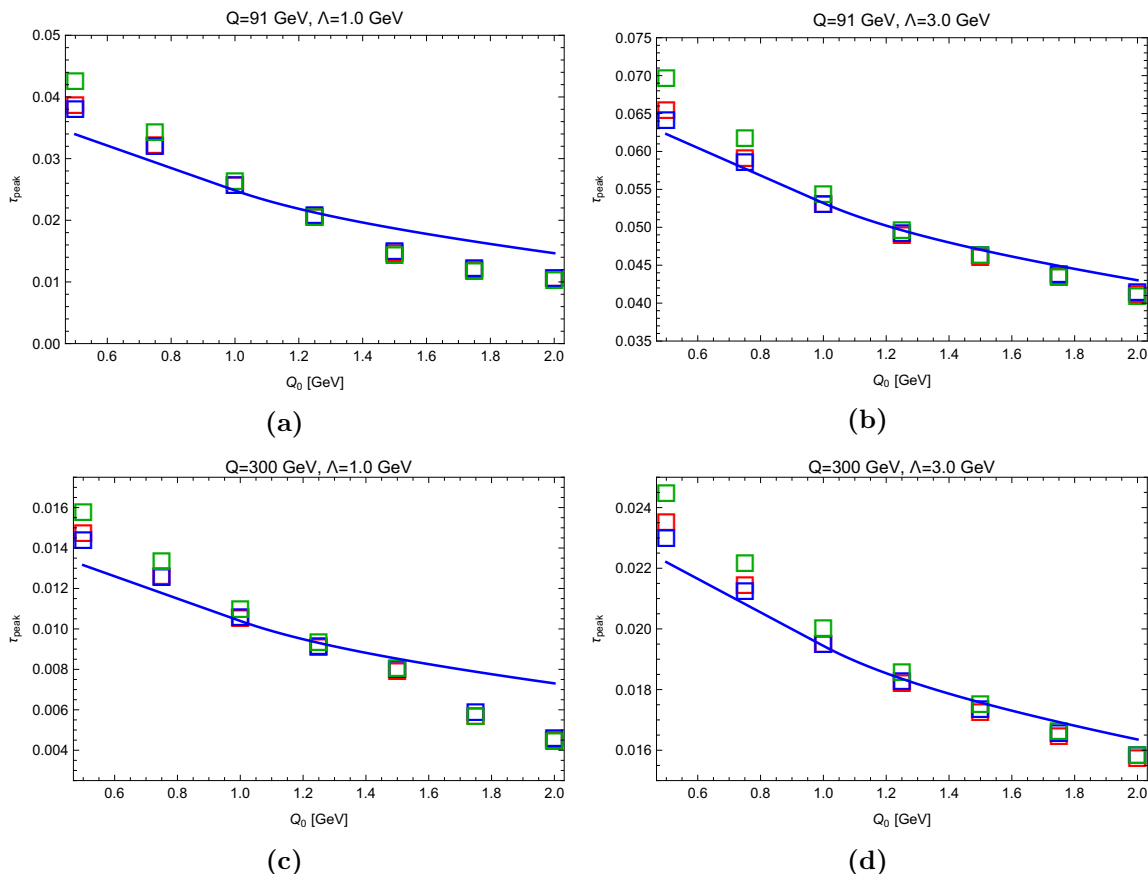 Q=91 GeV, Λ=1.0 GeV
0.05
0.04
0.03
0.02
0.01
0.00
τpeak
0.6 0.8 1.0 1.2 1.4 1.6 1.8 2.0
Q₀ [GeV]
(a)
Q=91 GeV, Λ=3.0 GeV
0.075
0.070
0.065
0.060
0.055
0.050
0.045
0.040
0.035
τpeak
0.6 0.8 1.0 1.2 1.4 1.6 1.8 2.0
Q₀ [GeV]
(b)
Q=300 GeV, Λ=1.0 GeV
0.016
0.014
0.012
0.010
0.008
0.006
0.004
τpeak
0.6 0.8 1.0 1.2 1.4 1.6 1.8 2.0
Q₀ [GeV]
(c)
Q=300 GeV, Λ=3.0 GeV
0.024
0.022
0.020
0.018
0.016
τpeak
0.6 0.8 1.0 1.2 1.4 1.6 1.8 2.0
Q₀ [GeV]
(d)